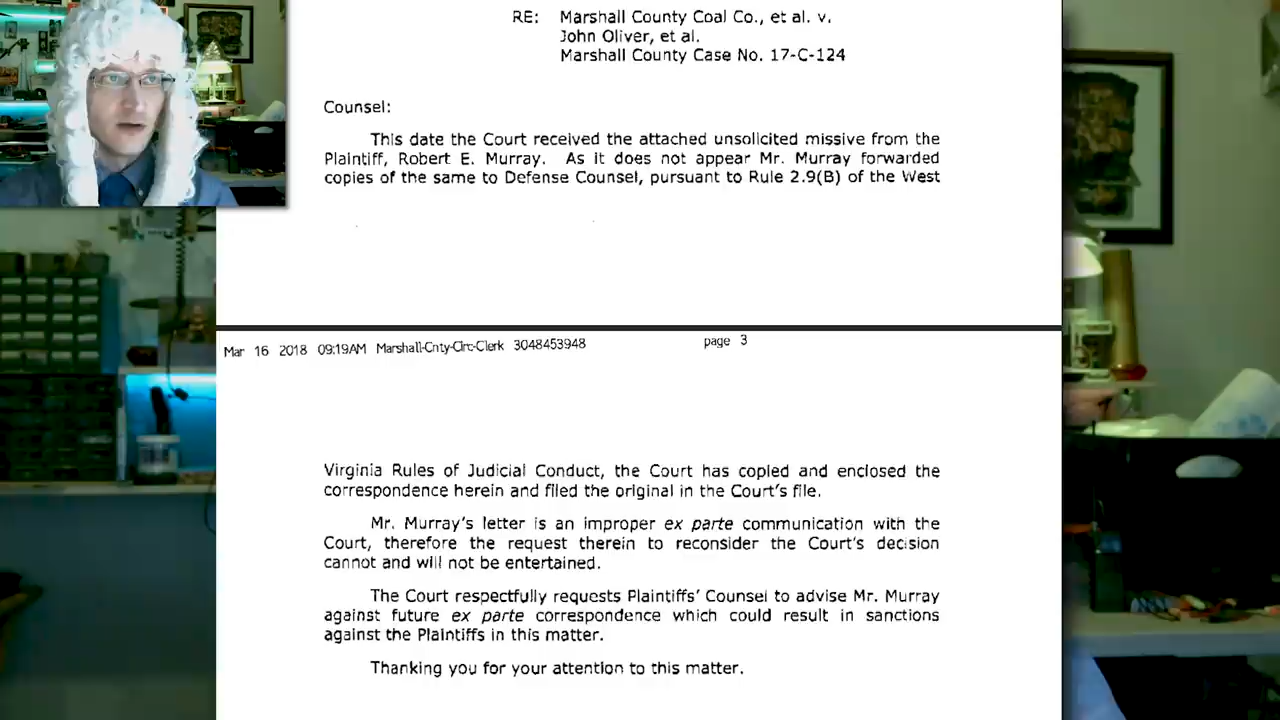 RE: Marshall County Coal Co., et al. v.
John Oliver, et al.
Marshall County Case No. 17-C-124
Counsel:
This date the Court received the attached unsolicited missive from the
Plaintiff, Robert E. Murray. As it does not appear Mr. Murray forwarded
copies of the same to Defense Counsel, pursuant to Rule 2.9(B) of the West
Mar 16 2018 09:19AM Marshall-Cnty-Circ-Clerk 3048453948 page 3
Virginia Rules of Judicial Conduct, the Court has copied and enclosed the
correspondence herein and filed the original in the Court's file.
Mr. Murray's letter is an improper ex parte communication with the
Court, therefore the request therein to reconsider the Court's decision
cannot and will not be entertained.
The Court respectfully requests Plaintiffs' Counsel to advise Mr. Murray
against future ex parte correspondence which could result in sanctions
against the Plaintiffs in this matter.
Thanking you for your attention to this matter.